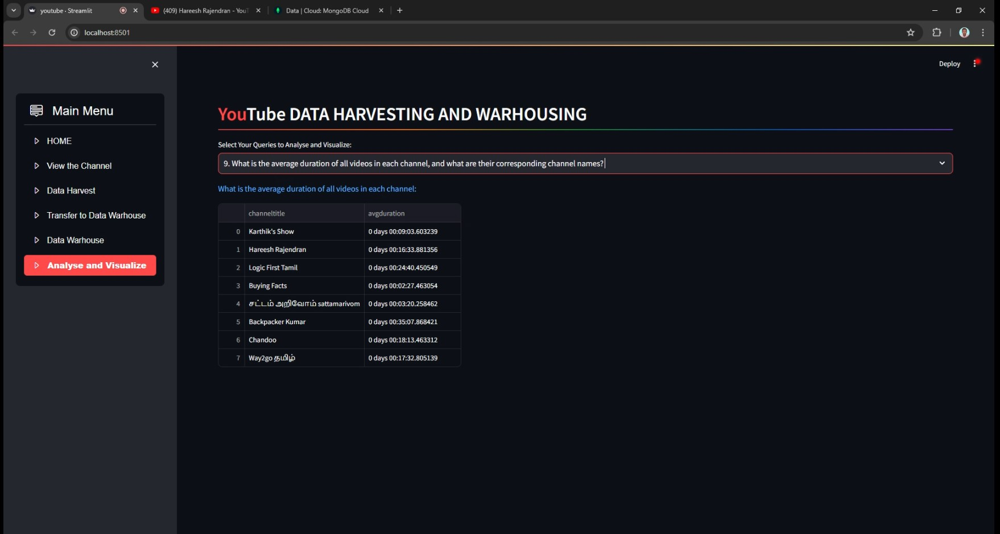 youtube · Streamlit
(409) Hareesh Rajendran - YouT
Data | Cloud: MongoDB Cloud
localhost:8501
Deploy
Main Menu
HOME
View the Channel
Data Harvest
Transfer to Data Warhouse
Data Warhouse
Analyse and Visualize
YouTube DATA HARVESTING AND WARHOUSING
Select Your Queries to Analyse and Visualize:
9. What is the average duration of all videos in each channel, and what are their corresponding channel names?
What is the average duration of all videos in each channel:
channeltitle avgduration
0 Karthik's Show 0 days 00:09:03.603239
1 Hareesh Rajendran 0 days 00:16:33.881356
2 Logic First Tamil 0 days 00:24:40.450549
3 Buying Facts 0 days 00:02:27.463054
4 சட்டம் அறிவோம் sattamarivom 0 days 00:03:20.258462
5 Backpacker Kumar 0 days 00:35:07.868421
6 Chandoo 0 days 00:18:13.463312
7 Way2go தமிழ் 0 days 00:17:32.805139